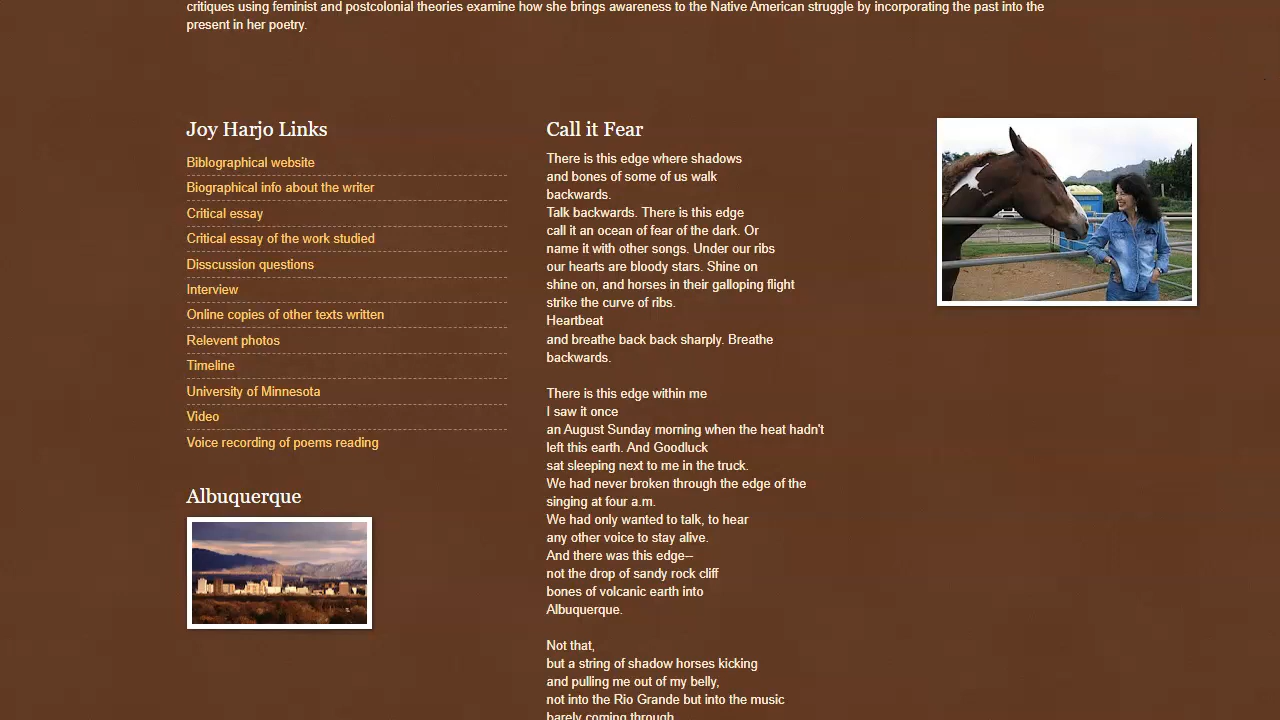 critiques using feminist and postcolonial theories examine how she brings awareness to the Native American struggle by incorporating the past into the
present in her poetry.
Joy Harjo Links
Biblographical website
Biographical info about the writer
Critical essay
Critical essay of the work studied
Disscussion questions
Interview
Online copies of other texts written
Relevent photos
Timeline
University of Minnesota
Video
Voice recording of poems reading
Albuquerque
Call it Fear
There is this edge where shadows
and bones of some of us walk
backwards.
Talk backwards. There is this edge
call it an ocean of fear of the dark. Or
name it with other songs. Under our ribs
our hearts are bloody stars. Shine on
shine on, and horses in their galloping flight
strike the curve of ribs.
Heartbeat
and breathe back back sharply. Breathe
backwards.
There is this edge within me
I saw it once
an August Sunday morning when the heat hadn't
left this earth. And Goodluck
sat sleeping next to me in the truck.
We had never broken through the edge of the
singing at four a.m.
We had only wanted to talk, to hear
any other voice to stay alive.
And there was this edge—
not the drop of sandy rock cliff
bones of volcanic earth into
Albuquerque.
Not that,
but a string of shadow horses kicking
and pulling me out of my belly,
not into the Rio Grande but into the music
barely coming through